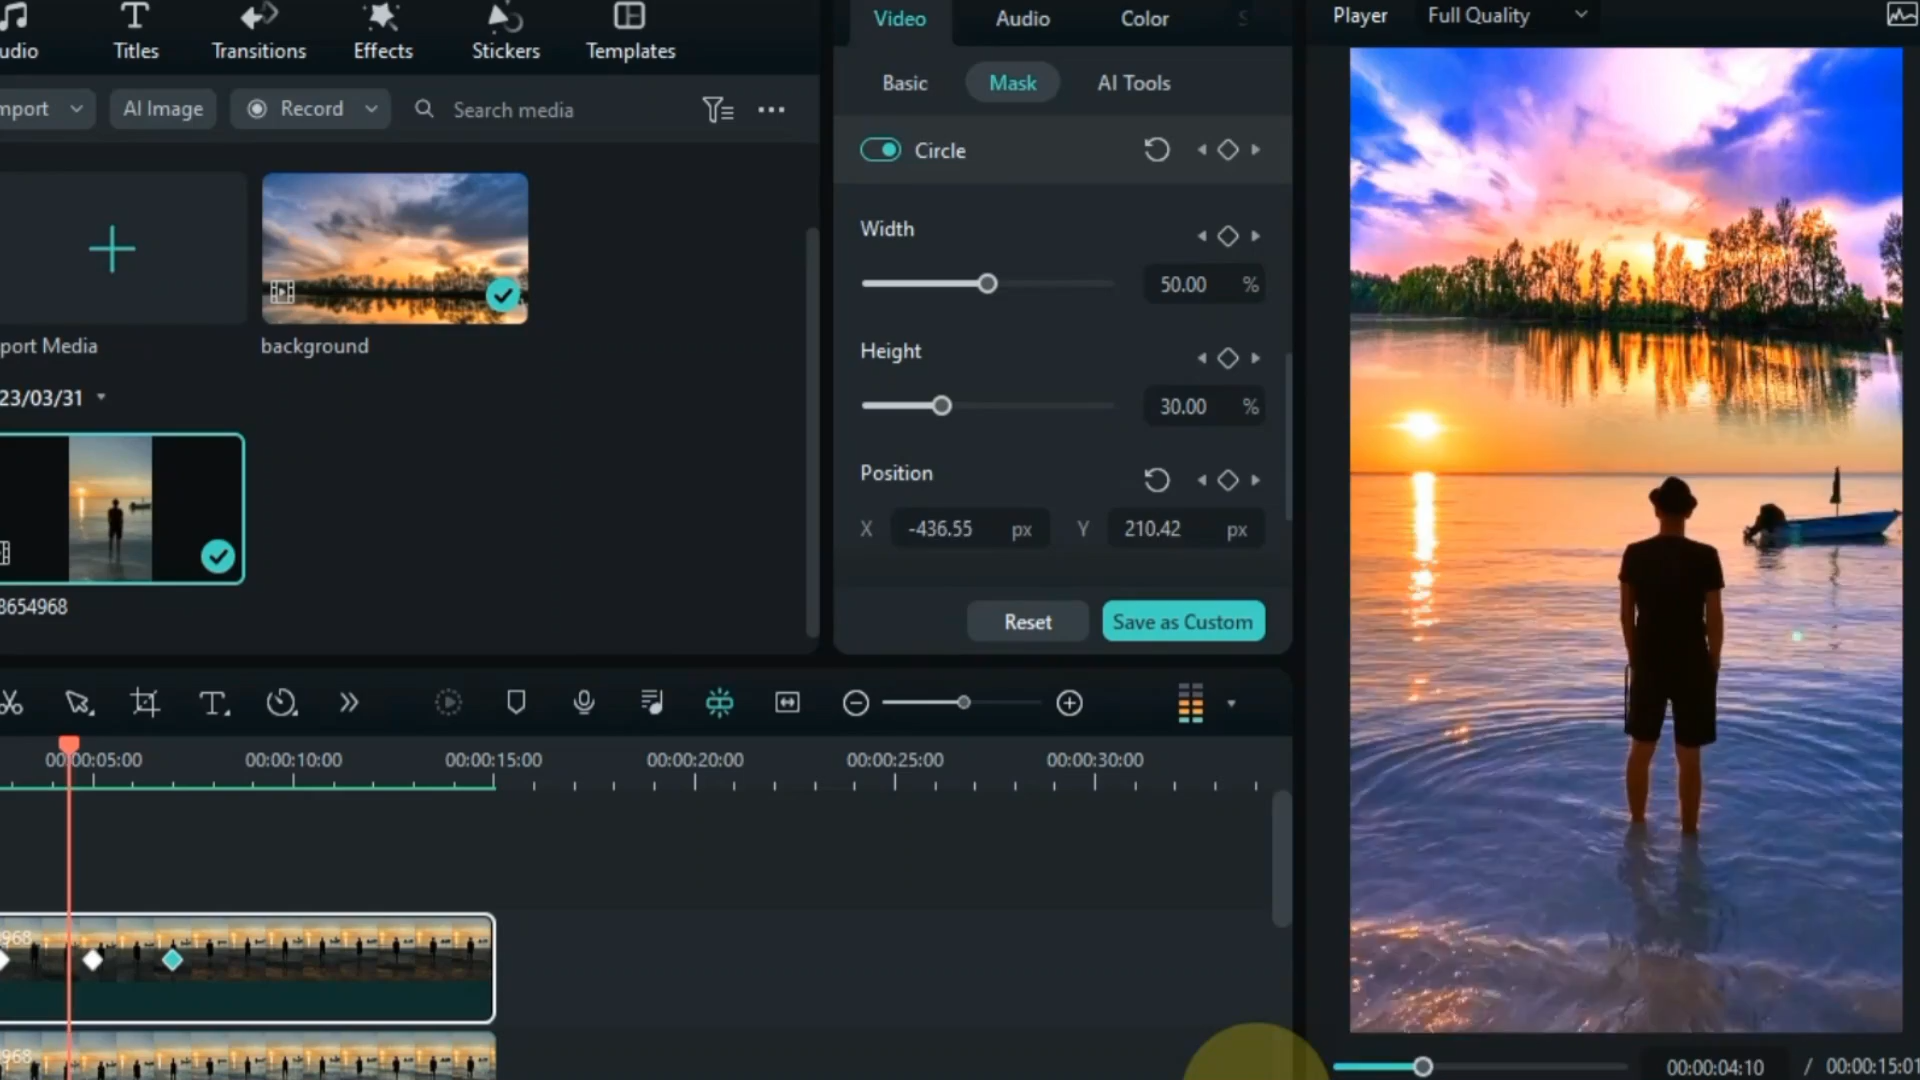 udio
Titles
Transitions
Effects
Stickers
Templates
mport
AI Image
Record
Search media
port Media
background
23/03/31
8654968
Video
Audio
Color
S
Basic
Mask
AI Tools
Circle
Width
50.00 %
Height
30.00 %
Position
X -436.55 px Y 210.42 px
Reset
Save as Custom
Player
Full Quality
00:00:05:00
00:00:10:00
00:00:15:00
00:00:20:00
00:00:25:00
00:00:30:00
968
968
00:00:04:10 / 00:00:15:01